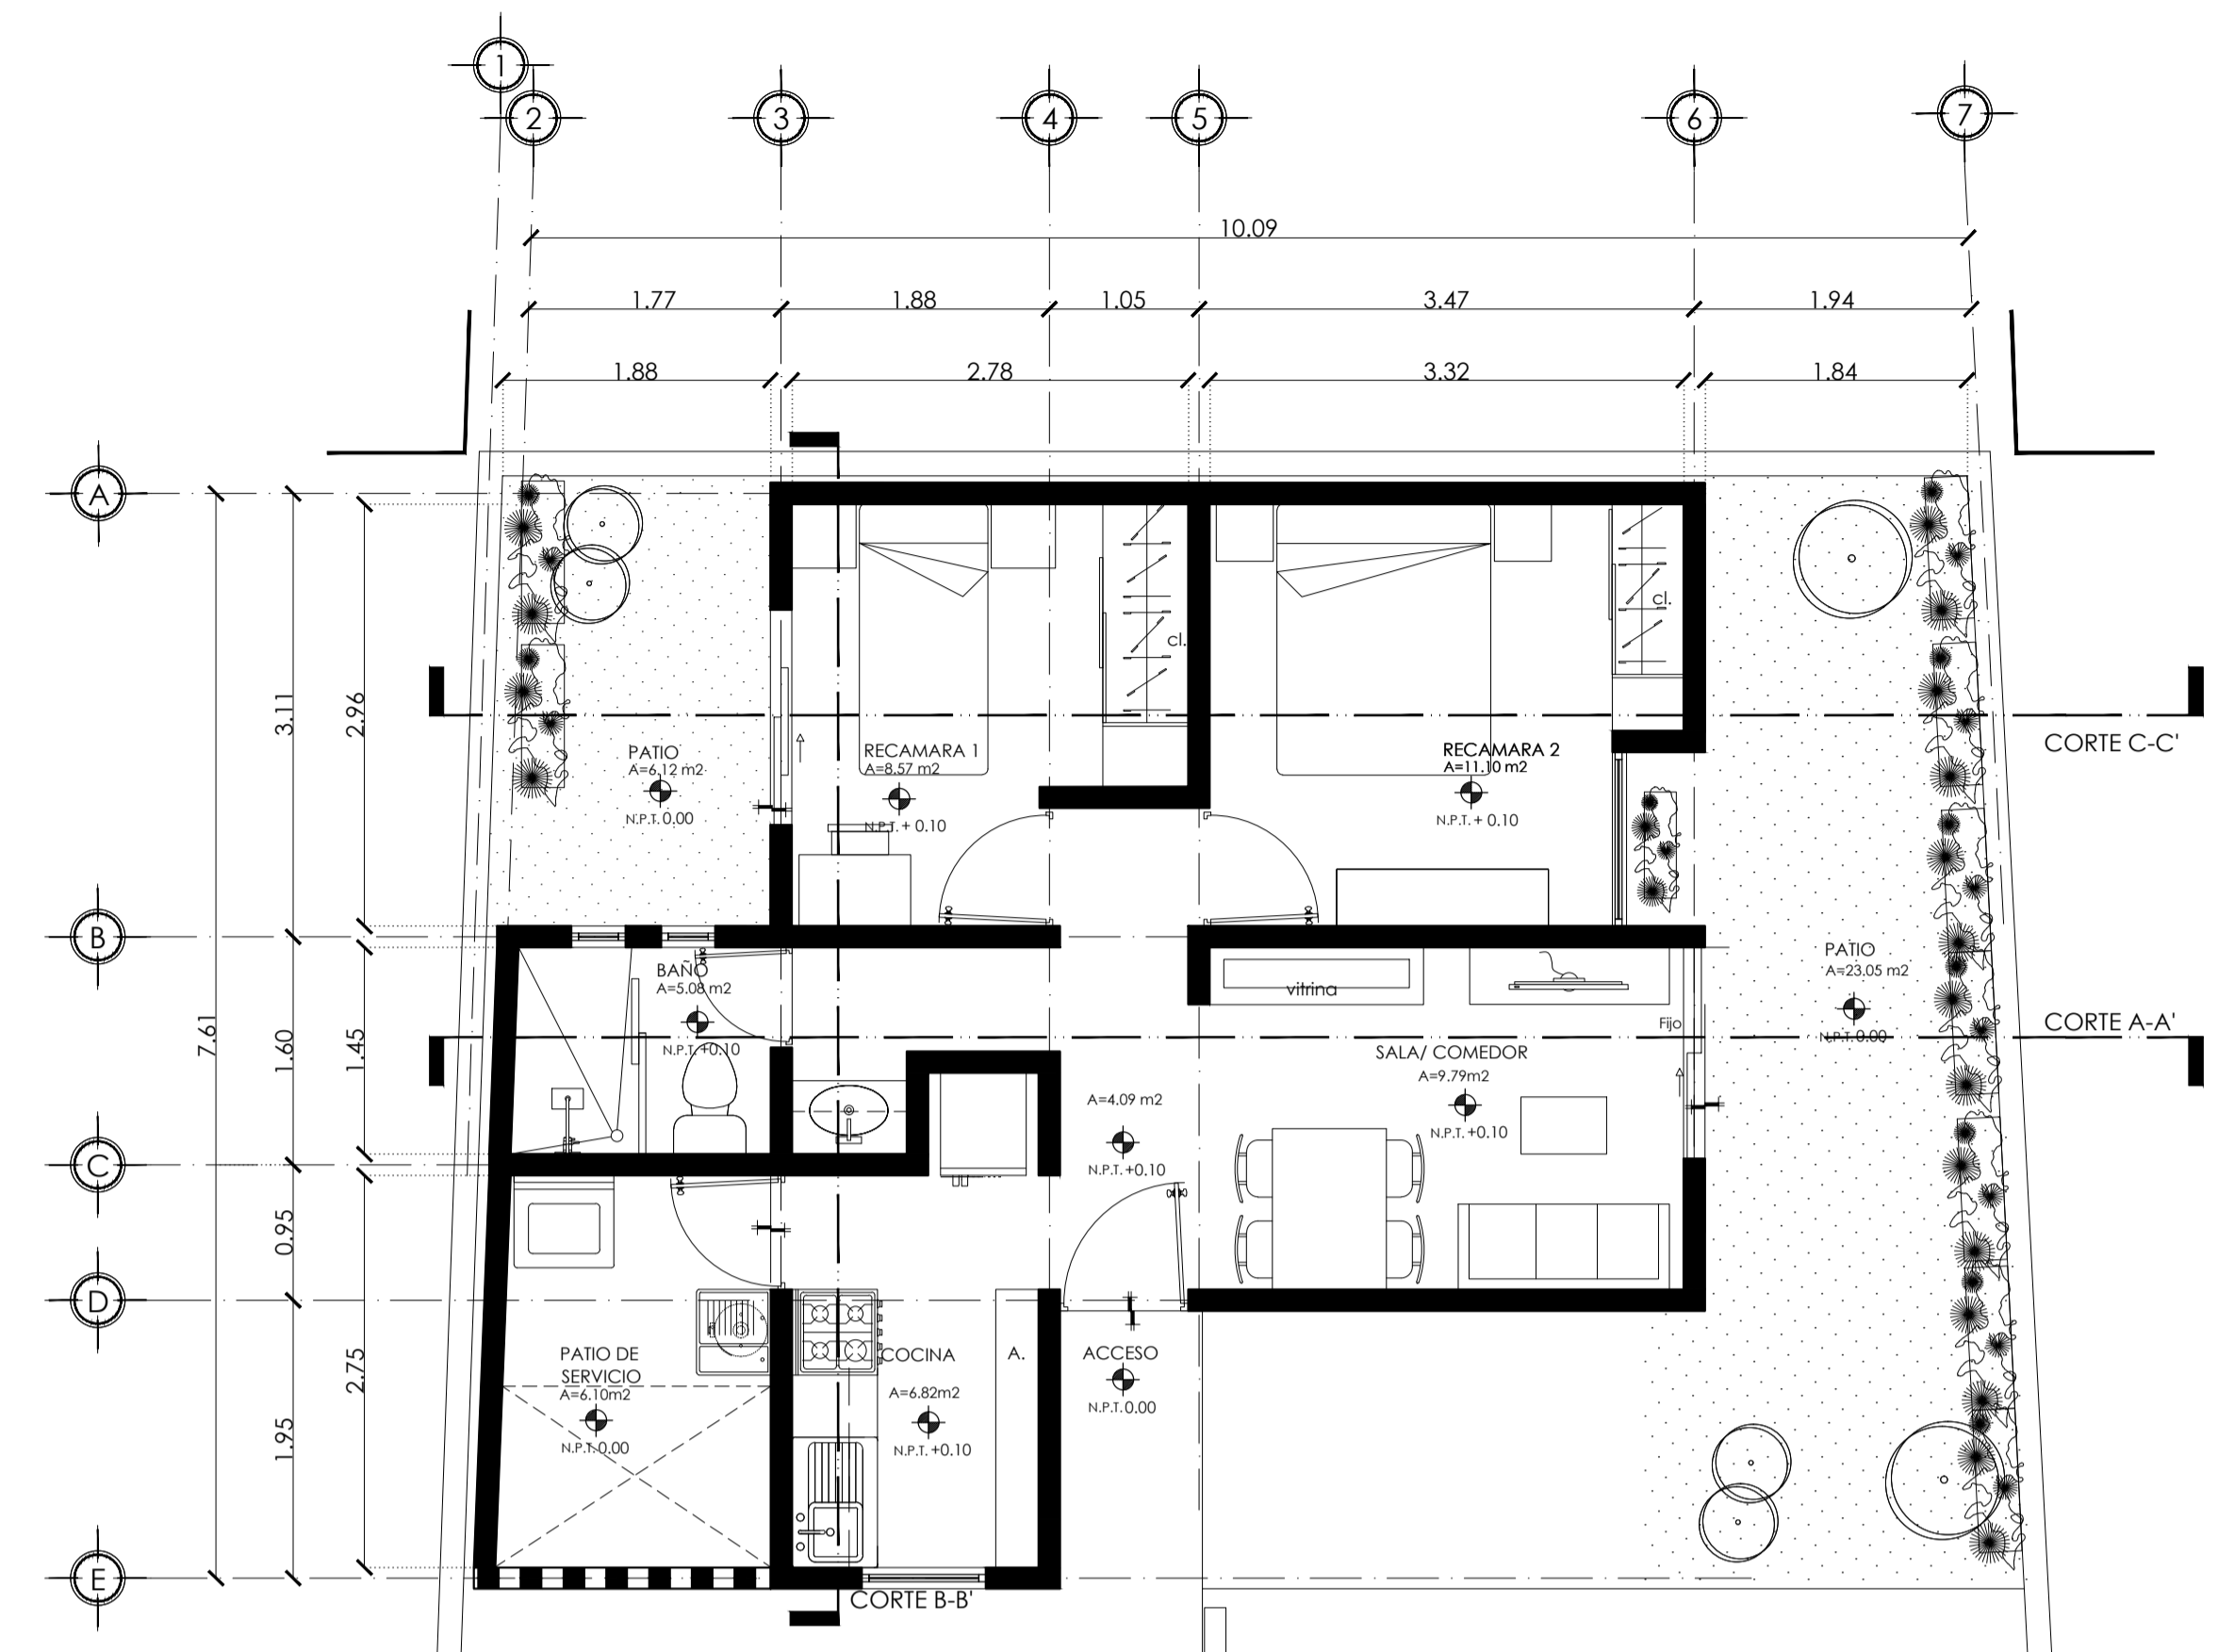 1
2 3 4 5 6 7
10.09
1.77 1.88 1.05 3.47 1.94
1.88 2.78 3.32 1.84
A
cl.
cl.
3.11
2.96
PATIO
A=6.12 m2
N.P.T. 0.00
RECAMARA 1
A=8.57 m2
N.P.T. + 0.10
RECAMARA 2
A=11.10 m2
N.P.T. + 0.10
CORTE C-C'
B
BAÑO
A=5.08 m2
N.P.T. +0.10
vitrina
PATIO
A=23.05 m2
N.P.T. 0.00
7.61
1.60
1.45
Fijo
CORTE A-A'
SALA/ COMEDOR
A=9.79m2
N.P.T. +0.10
A=4.09 m2
N.P.T. +0.10
C
0.95
D
2.75
1.95
PATIO DE
SERVICIO
A=6.10m2
N.P.T. 0.00
COCINA
A=6.82m2
N.P.T. +0.10
A.
ACCESO
N.P.T. 0.00
E
CORTE B-B'